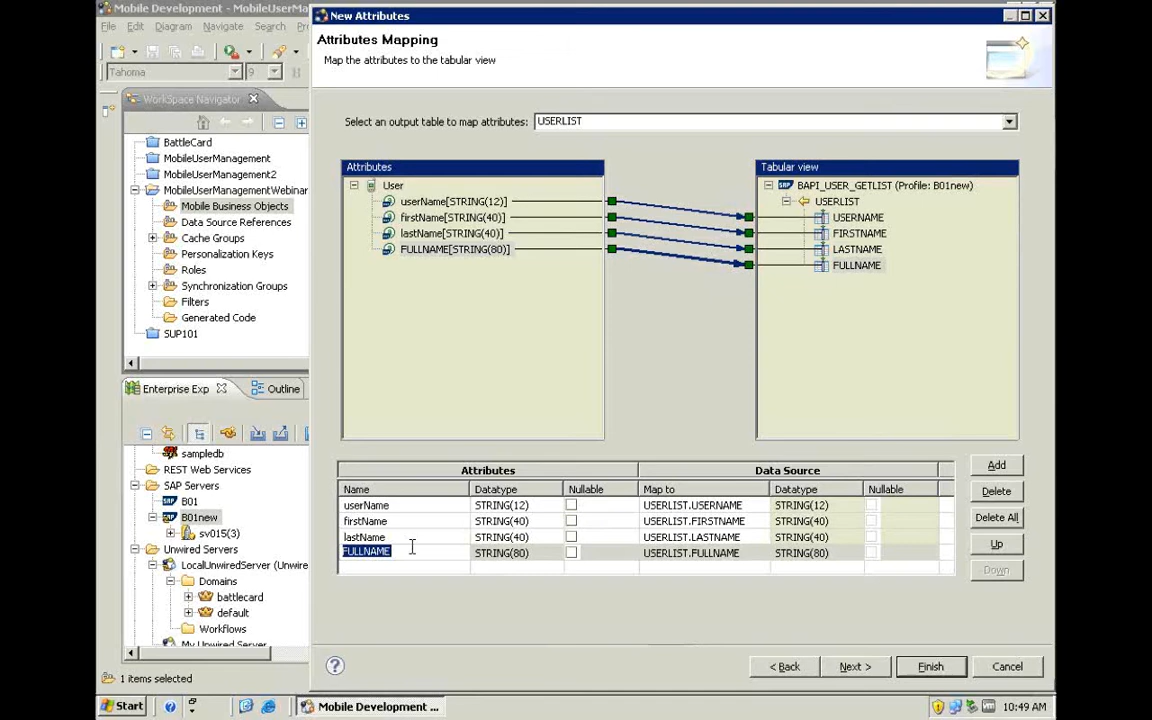 Mobile Development - MobileUserMa
File Edit Diagram Navigate Search Pr
Tahoma 9
WorkSpace Navigator
BattleCard
MobileUserManagement
MobileUserManagement2
MobileUserManagementWebinar
Mobile Business Objects
Data Source References
Cache Groups
Personalization Keys
Roles
Synchronization Groups
Filters
Generated Code
SUP101
Enterprise Exp Outline
sampledb
REST Web Services
SAP Servers
B01
B01new
sv015(3)
Unwired Servers
LocalUnwiredServer (Unwire
Domains
battlecard
default
Workflows
My Unwired Server
1 items selected
New Attributes
Attributes Mapping
Map the attributes to the tabular view
Select an output table to map attributes: USERLIST
Attributes
User
userName[STRING(12)]
firstName[STRING(40)]
lastName[STRING(40)]
FULLNAME[STRING(80)]
Tabular view
BAPI_USER_GETLIST (Profile: B01new)
USERLIST
USERNAME
FIRSTNAME
LASTNAME
FULLNAME
Attributes Data Source
Name Datatype Nullable Map to Datatype Nullable
userName STRING(12) USERLIST.USERNAME STRING(12)
firstName STRING(40) USERLIST.FIRSTNAME STRING(40)
lastName STRING(40) USERLIST.LASTNAME STRING(40)
FULLNAME STRING(80) USERLIST.FULLNAME STRING(80)
Add
Delete
Delete All
Up
Down
< Back Next > Finish Cancel
Start Mobile Development ... 10:49 AM